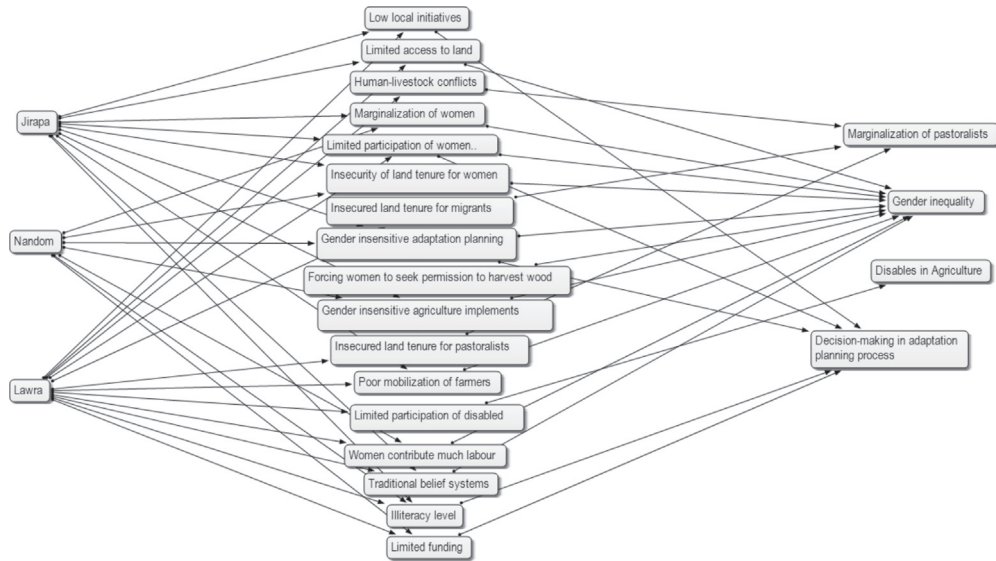 Low local initiatives
Limited access to land
Human-livestock conflicts
Jirapa
Marginalization of women
Marginalization of pastoralists
Limited participation of women..
Insecurity of land tenure for women
Gender inequality
Insecured land tenure for migrants
Nandom
Gender insensitive adaptation planning
Disables in Agriculture
Forcing women to seek permission to harvest wood
Gender insensitive agriculture implements
Decision-making in adaptation
planning process
Insecured land tenure for pastoralists
Lawra
Poor mobilization of farmers
Limited participation of disabled
Women contribute much labour
Traditional belief systems
Illiteracy level
Limited funding